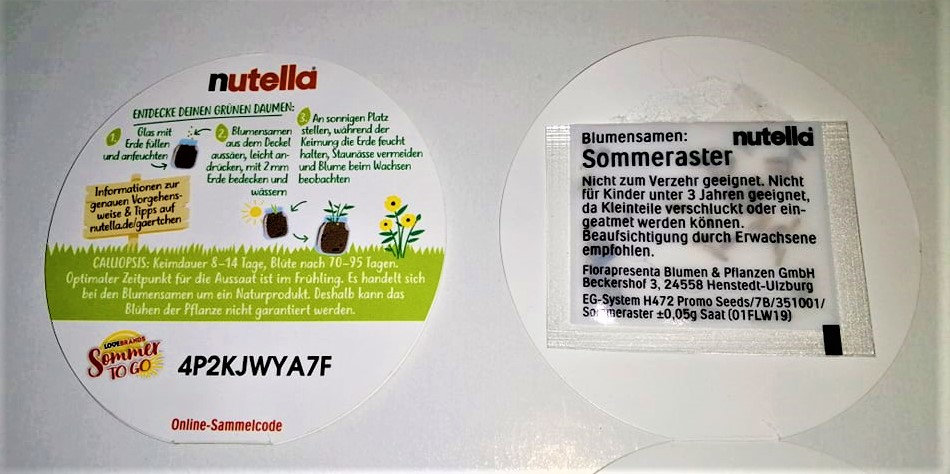 nutella
ENTDECKE DEINEN GRÜNEN DAUMEN:
1.
Glas mit
Erde füllen
und anfeuchten
2.
Blumensamen
aus dem Deckel
aussäen, leicht an-
drücken, mit 2 mm
Erde bedecken und
wässern
3.
An sonnigen Platz
stellen, während der
Keimung die Erde feucht
halten, Staunässe vermeiden
und Blume beim Wachsen
beobachten
Informationen zur
genauen Vorgehens-
weise & Tipps auf
nutella.de/gaertchen
CALLIOPSIS: Keimdauer 8–14 Tage, Blüte nach 70–95 Tagen.
Optimaler Zeitpunkt für die Aussaat ist im Frühling. Es handelt sich
bei den Blumensamen um ein Naturprodukt. Deshalb kann das
Blühen der Pflanze nicht garantiert werden.
LOVEBRANDS
Sommer
TO GO
4P2KJWYA7F
Online-Sammelcode
Blumensamen: nutella
Sommeraster
Nicht zum Verzehr geeignet. Nicht
für Kinder unter 3 Jahren geeignet,
da Kleinteile verschluckt oder ein-
geatmet werden können.
Beaufsichtigung durch Erwachsene
empfohlen.
Florapresenta Blumen & Pflanzen GmbH
Beckershof 3, 24558 Henstedt-Ulzburg
EG-System H472 Promo Seeds/7B/351001/
Sommeraster ±0,05g Saat (01FLW19)